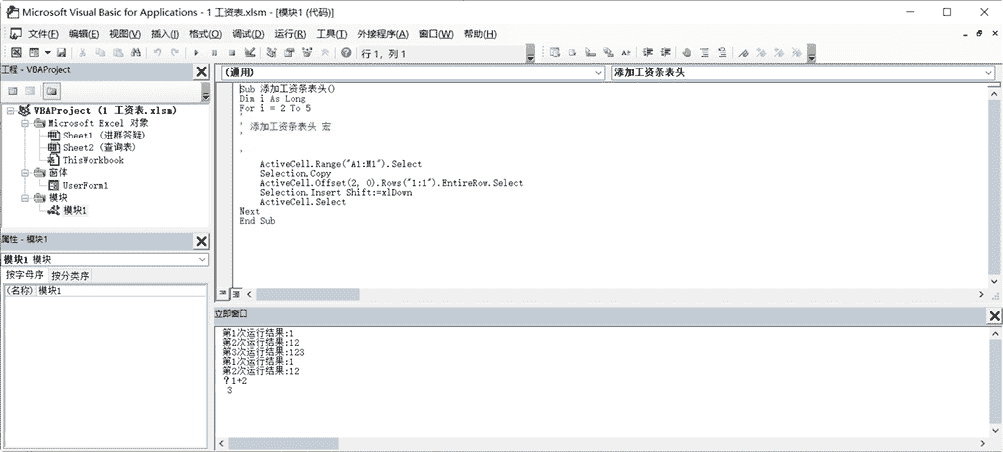 Microsoft Visual Basic for Applications - 1 工资表.xlsm - [模块1 (代码)]
文件(F) 编辑(E) 视图(V) 插入(I) 格式(O) 调试(D) 运行(R) 工具(T) 外接程序(A) 窗口(W) 帮助(H)
行 1, 列 1
工程 - VBAProject
VBAProject (1 工资表.xlsm)
Microsoft Excel 对象
Sheet1 (进群答疑)
Sheet2 (查询表)
ThisWorkbook
窗体
UserForm1
模块
模块1
属性 - 模块1
模块1 模块
按字母序 按分类序
(名称) 模块1
(通用) 添加工资条表头
Sub 添加工资条表头()
Dim i As Long
For i = 2 To 5
'
' 添加工资条表头 宏
'
'
ActiveCell.Range("A1:M1").Select
Selection.Copy
ActiveCell.Offset(2, 0).Rows("1:1").EntireRow.Select
Selection.Insert Shift:=xlDown
ActiveCell.Select
Next
End Sub
立即窗口
第1次运行结果:1
第2次运行结果:12
第3次运行结果:123
第1次运行结果:1
第2次运行结果:12
?1+2
3